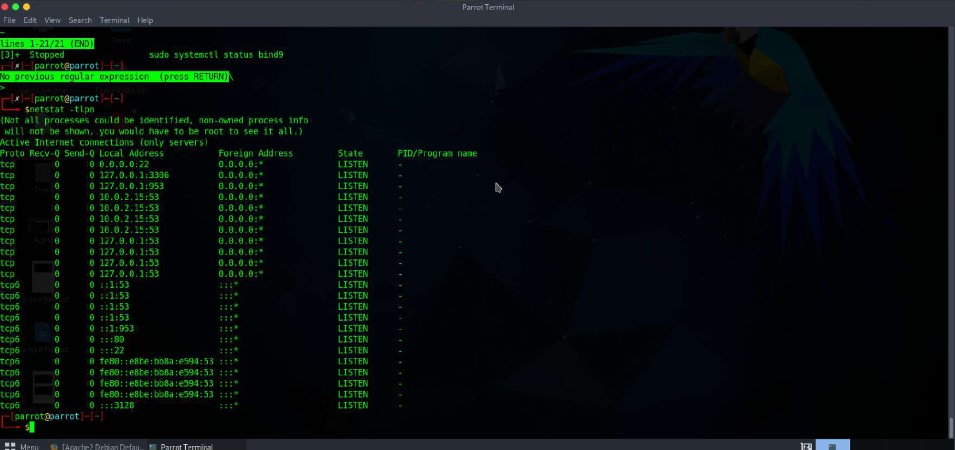 Parrot Terminal
File Edit View Search Terminal Help
~
lines 1-21/21 (END)
[3]+ Stopped sudo systemctl status bind9
┌─[✗]─[parrot@parrot]─[~]
No previous regular expression (press RETURN)\
>
┌─[✗]─[parrot@parrot]─[~]
└──╼ $netstat -tlpn
(Not all processes could be identified, non-owned process info
will not be shown, you would have to be root to see it all.)
Active Internet connections (only servers)
Proto Recv-Q Send-Q Local Address Foreign Address State PID/Program name
tcp 0 0 0.0.0.0:22 0.0.0.0:* LISTEN -
tcp 0 0 127.0.0.1:3306 0.0.0.0:* LISTEN -
tcp 0 0 127.0.0.1:953 0.0.0.0:* LISTEN -
tcp 0 0 10.0.2.15:53 0.0.0.0:* LISTEN -
tcp 0 0 10.0.2.15:53 0.0.0.0:* LISTEN -
tcp 0 0 10.0.2.15:53 0.0.0.0:* LISTEN -
tcp 0 0 10.0.2.15:53 0.0.0.0:* LISTEN -
tcp 0 0 127.0.0.1:53 0.0.0.0:* LISTEN -
tcp 0 0 127.0.0.1:53 0.0.0.0:* LISTEN -
tcp 0 0 127.0.0.1:53 0.0.0.0:* LISTEN -
tcp 0 0 127.0.0.1:53 0.0.0.0:* LISTEN -
tcp6 0 0 ::1:53 :::* LISTEN -
tcp6 0 0 ::1:53 :::* LISTEN -
tcp6 0 0 ::1:53 :::* LISTEN -
tcp6 0 0 ::1:53 :::* LISTEN -
tcp6 0 0 ::1:953 :::* LISTEN -
tcp6 0 0 :::80 :::* LISTEN -
tcp6 0 0 :::22 :::* LISTEN -
tcp6 0 0 fe80::e8be:bb8a:e594:53 :::* LISTEN -
tcp6 0 0 fe80::e8be:bb8a:e594:53 :::* LISTEN -
tcp6 0 0 fe80::e8be:bb8a:e594:53 :::* LISTEN -
tcp6 0 0 fe80::e8be:bb8a:e594:53 :::* LISTEN -
tcp6 0 0 :::3128 :::* LISTEN -
┌─[parrot@parrot]─[~]
└──╼ $
Menu [Apache2 Debian Defau... Parrot Terminal